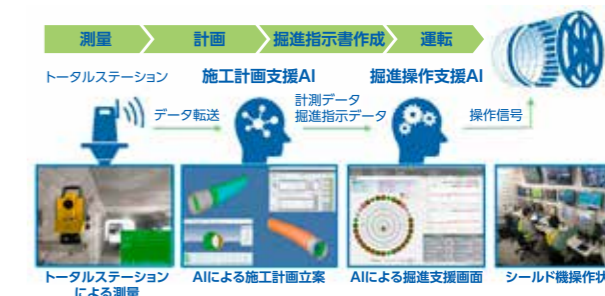 測量
計画
掘進指示書作成
運転
トータルステーション
施工計画支援AI
掘進操作支援AI
データ転送
計測データ
掘進指示データ
操作信号
トータルステーション
による測量
AIによる施工計画立案
AIによる掘進支援画面
シールド機操作状